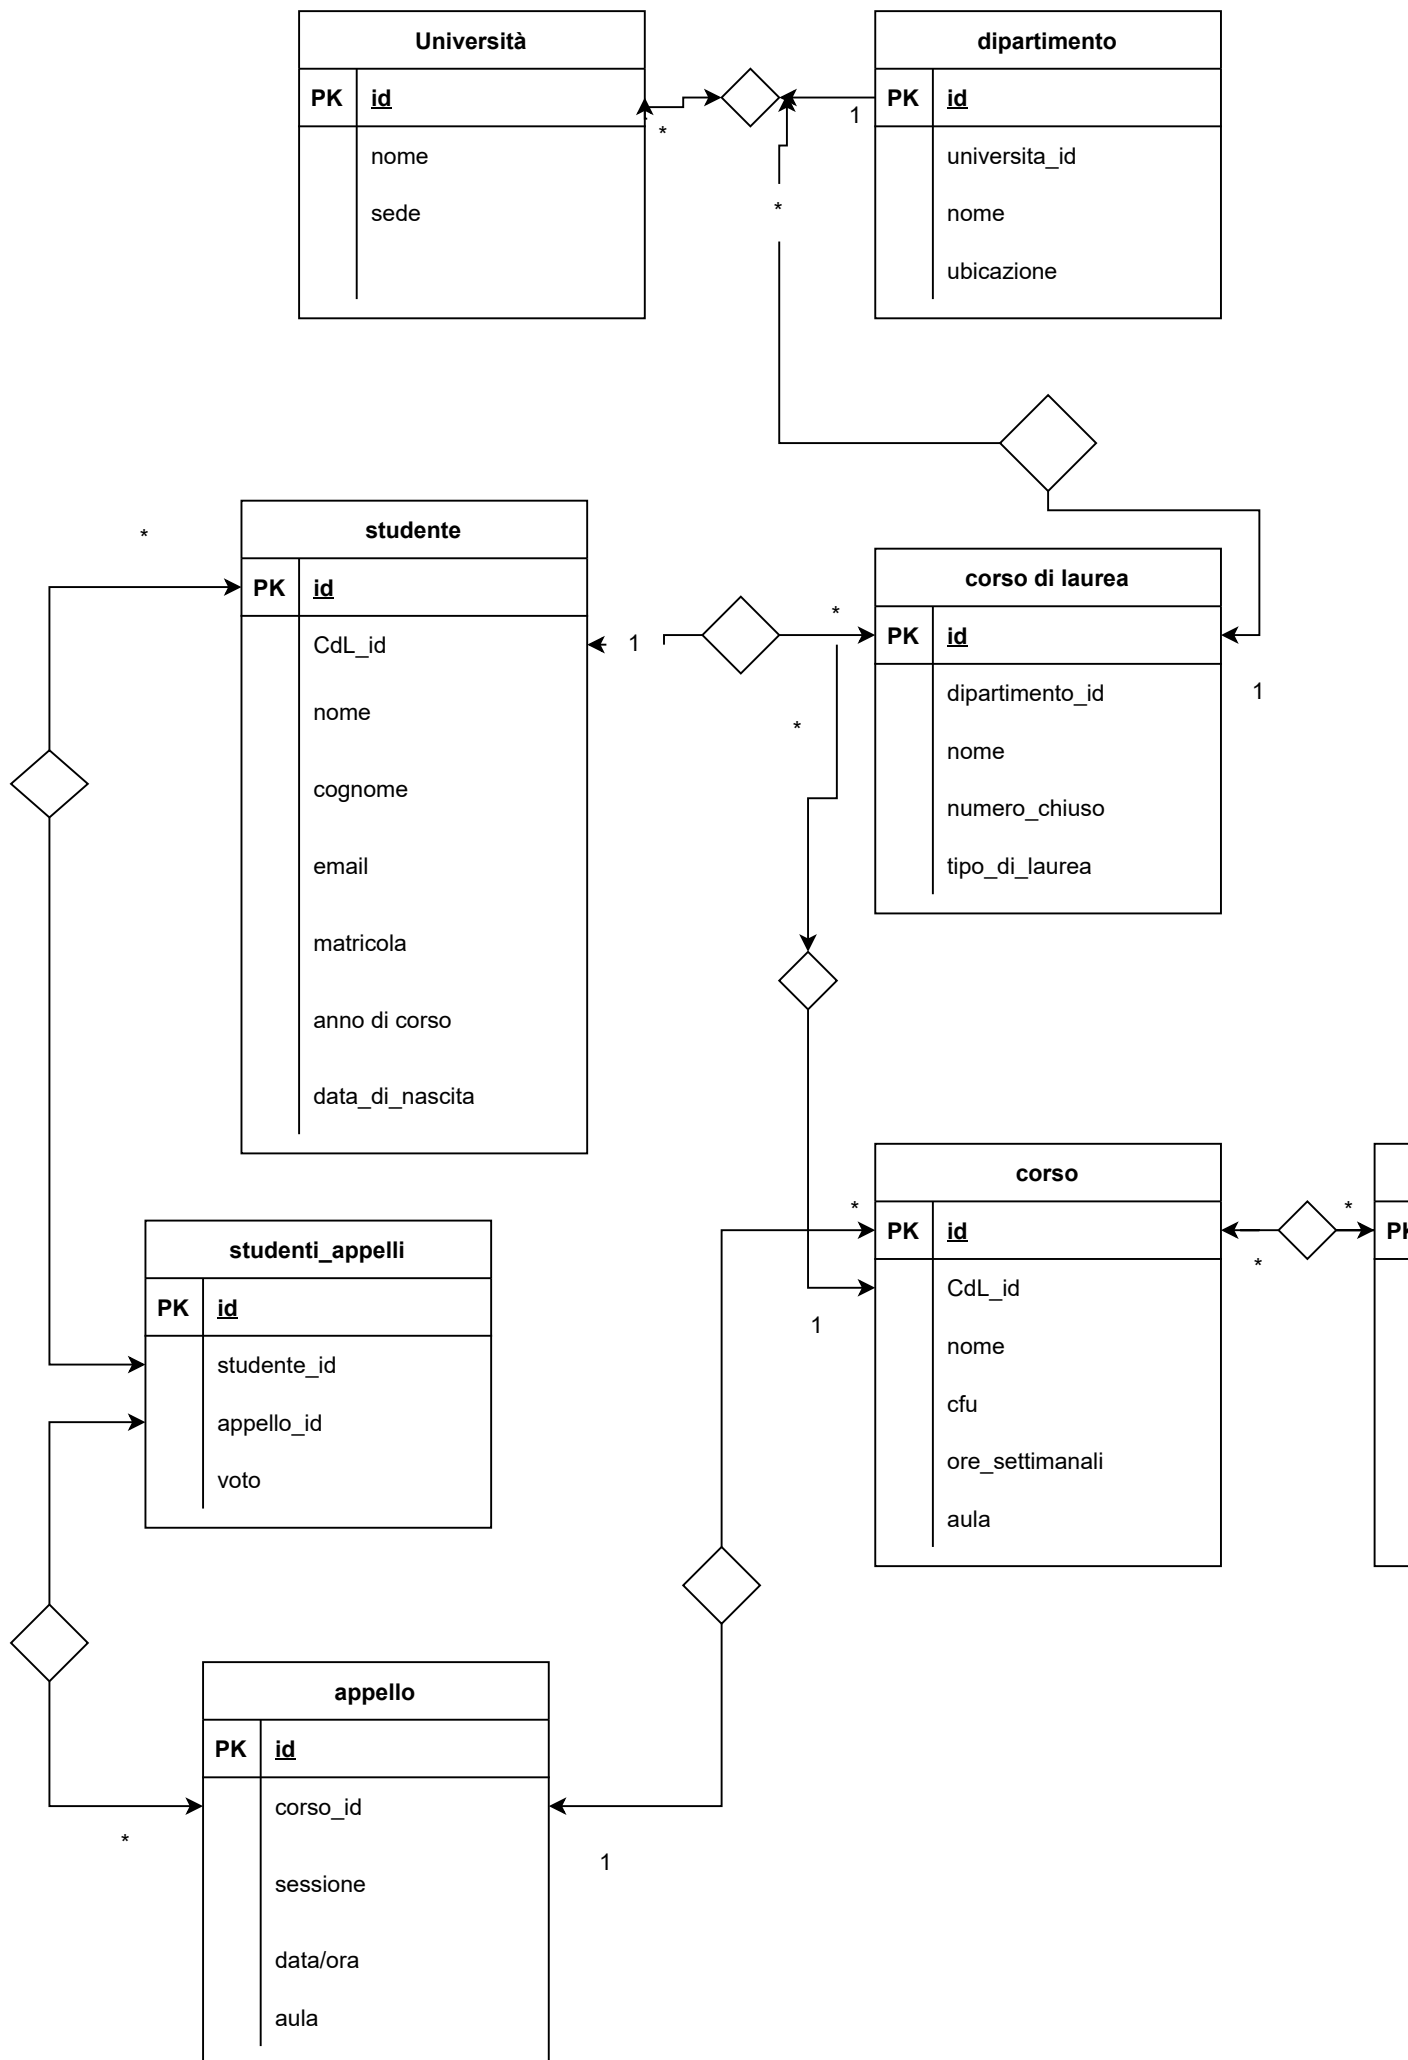 Università
PK id
nome
sede
*
1
dipartimento
PK id
universita_id
nome
ubicazione
*
*
studente
PK id
CdL_id
nome
cognome
email
matricola
anno di corso
data_di_nascita
1
*
*
corso di laurea
PK id
dipartimento_id
nome
numero_chiuso
tipo_di_laurea
1
studenti_appelli
PK id
studente_id
appello_id
voto
*
1
corso
PK id
CdL_id
nome
cfu
ore_settimanali
aula
*
*
PK
appello
PK id
corso_id
sessione
data/ora
aula
*
1